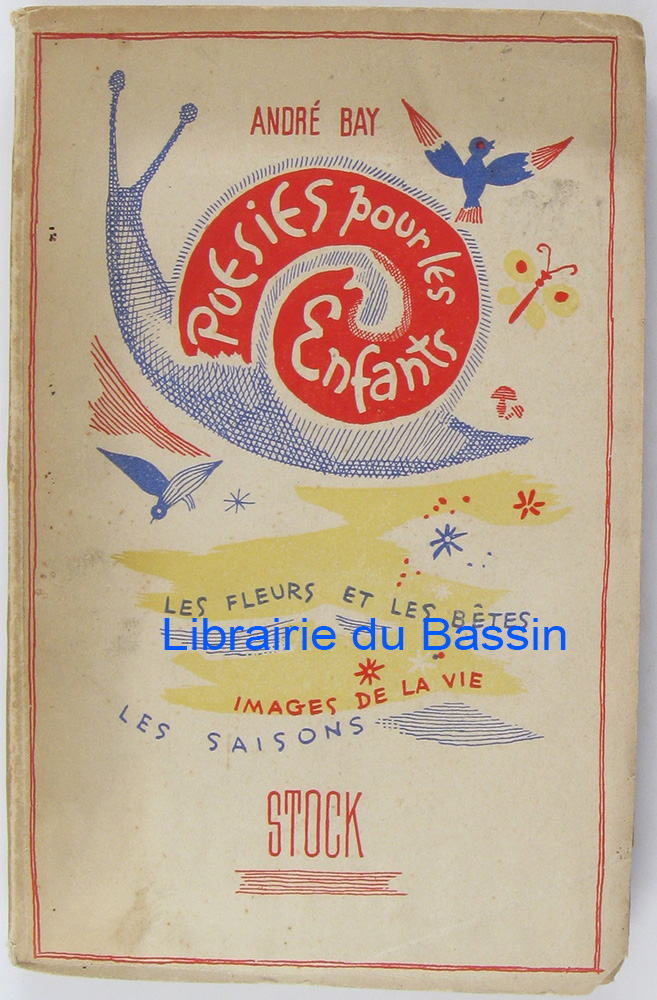 ANDRÉ BAY
POESIES pour les
Enfants
LES FLEURS ET LES BÊTES
Librairie du Bassin
IMAGES DE LA VIE
LES SAISONS
STOCK